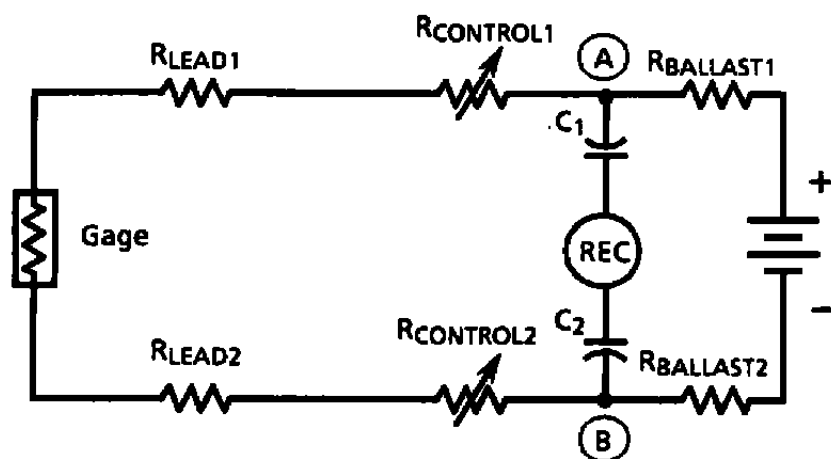 RLEAD1
RCONTROL1
A
RBALLAST1
C1
+
Gage
REC
C2
RLEAD2
RCONTROL2
RBALLAST2
−
B